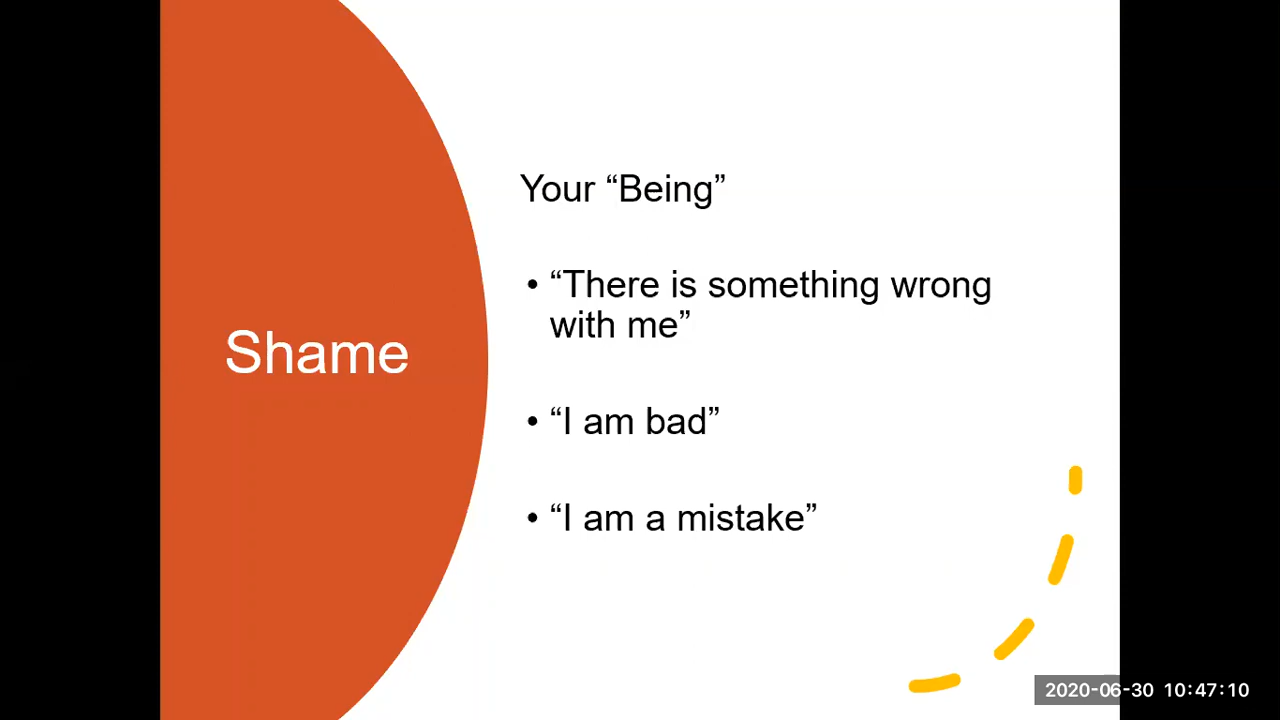 Shame
Your “Being”
• “There is something wrong
with me”
• “I am bad”
• “I am a mistake”
2020-06-30 10:47:10